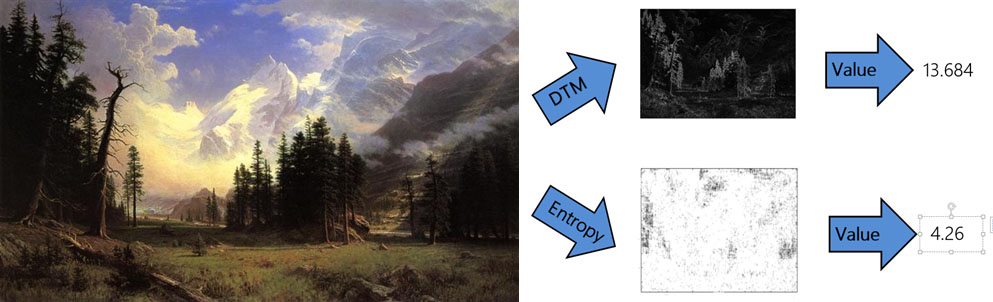 DTM
Value
13.684
Entropy
Value
4.26